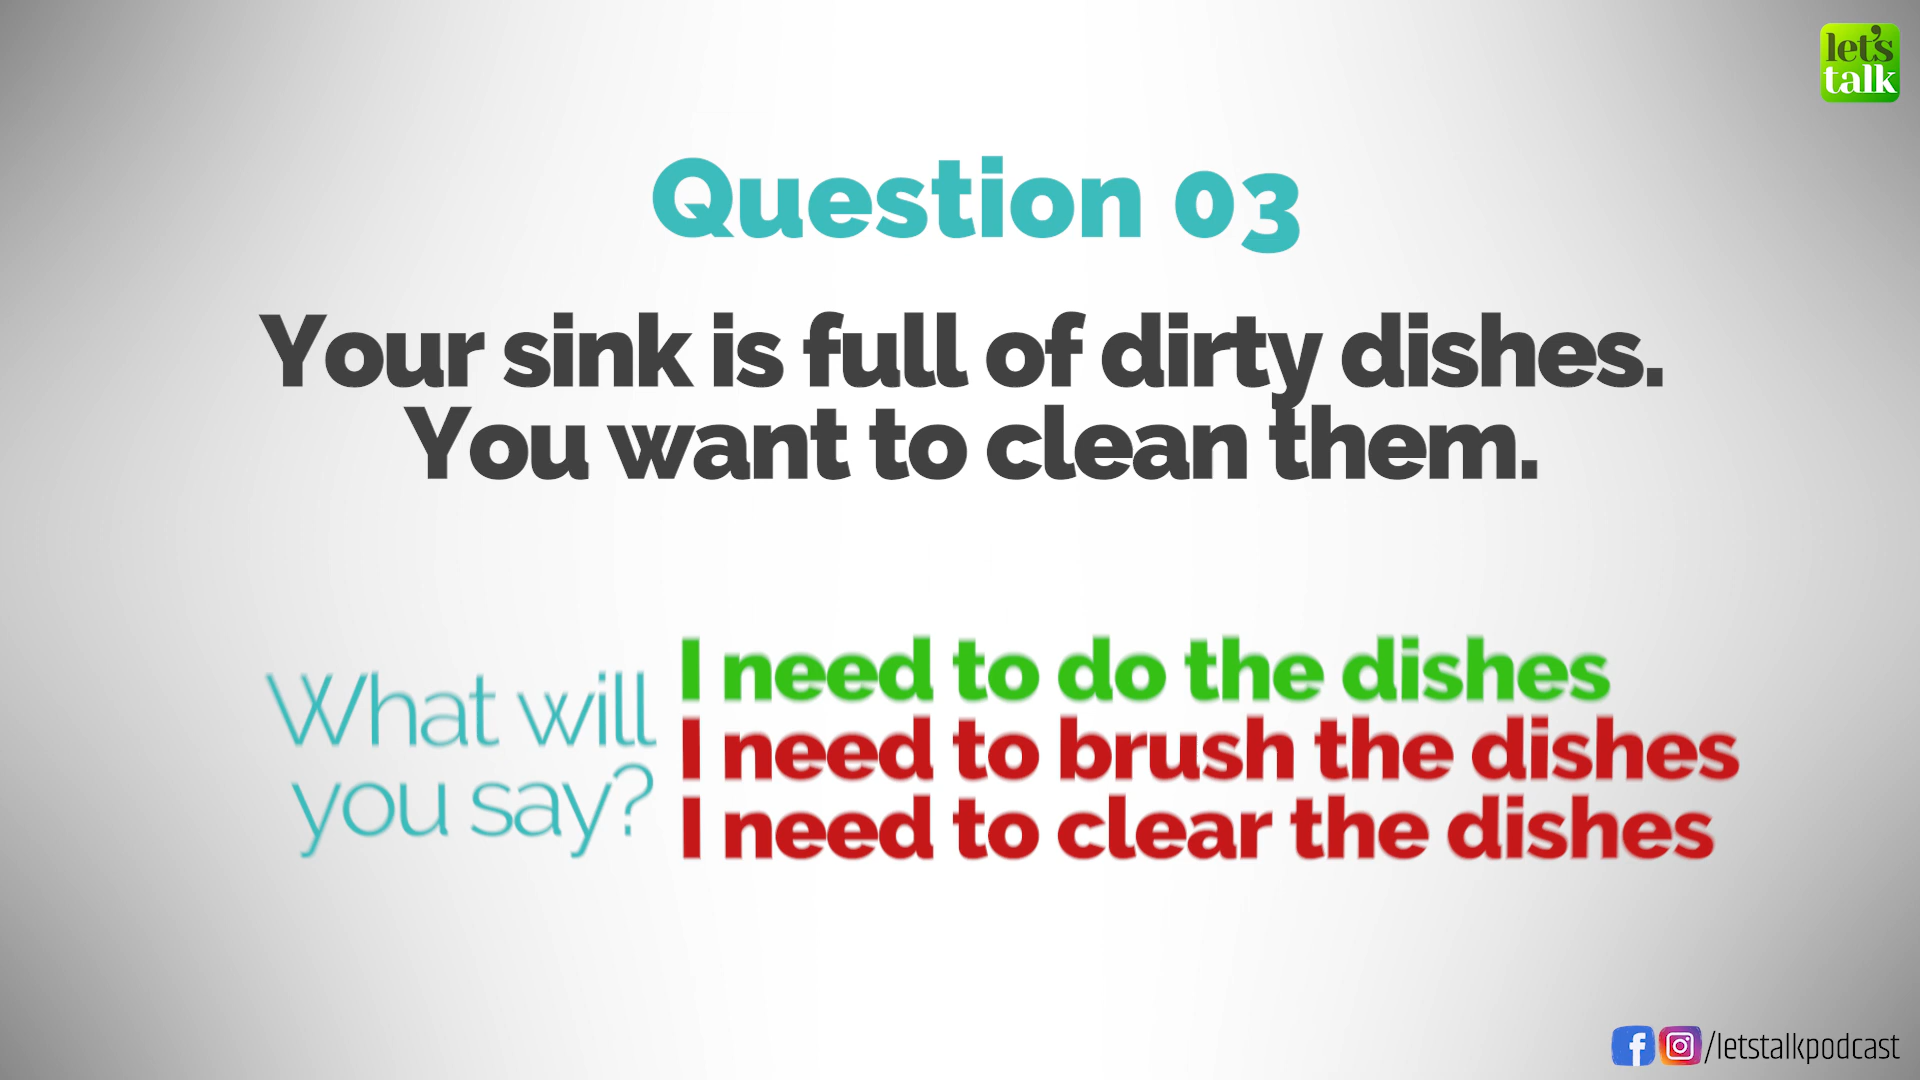 let's
talk
Question 03
Your sink is full of dirty dishes.
You want to clean them.
What will
you say?
I need to do the dishes
I need to brush the dishes
I need to clear the dishes
/letstalkpodcast